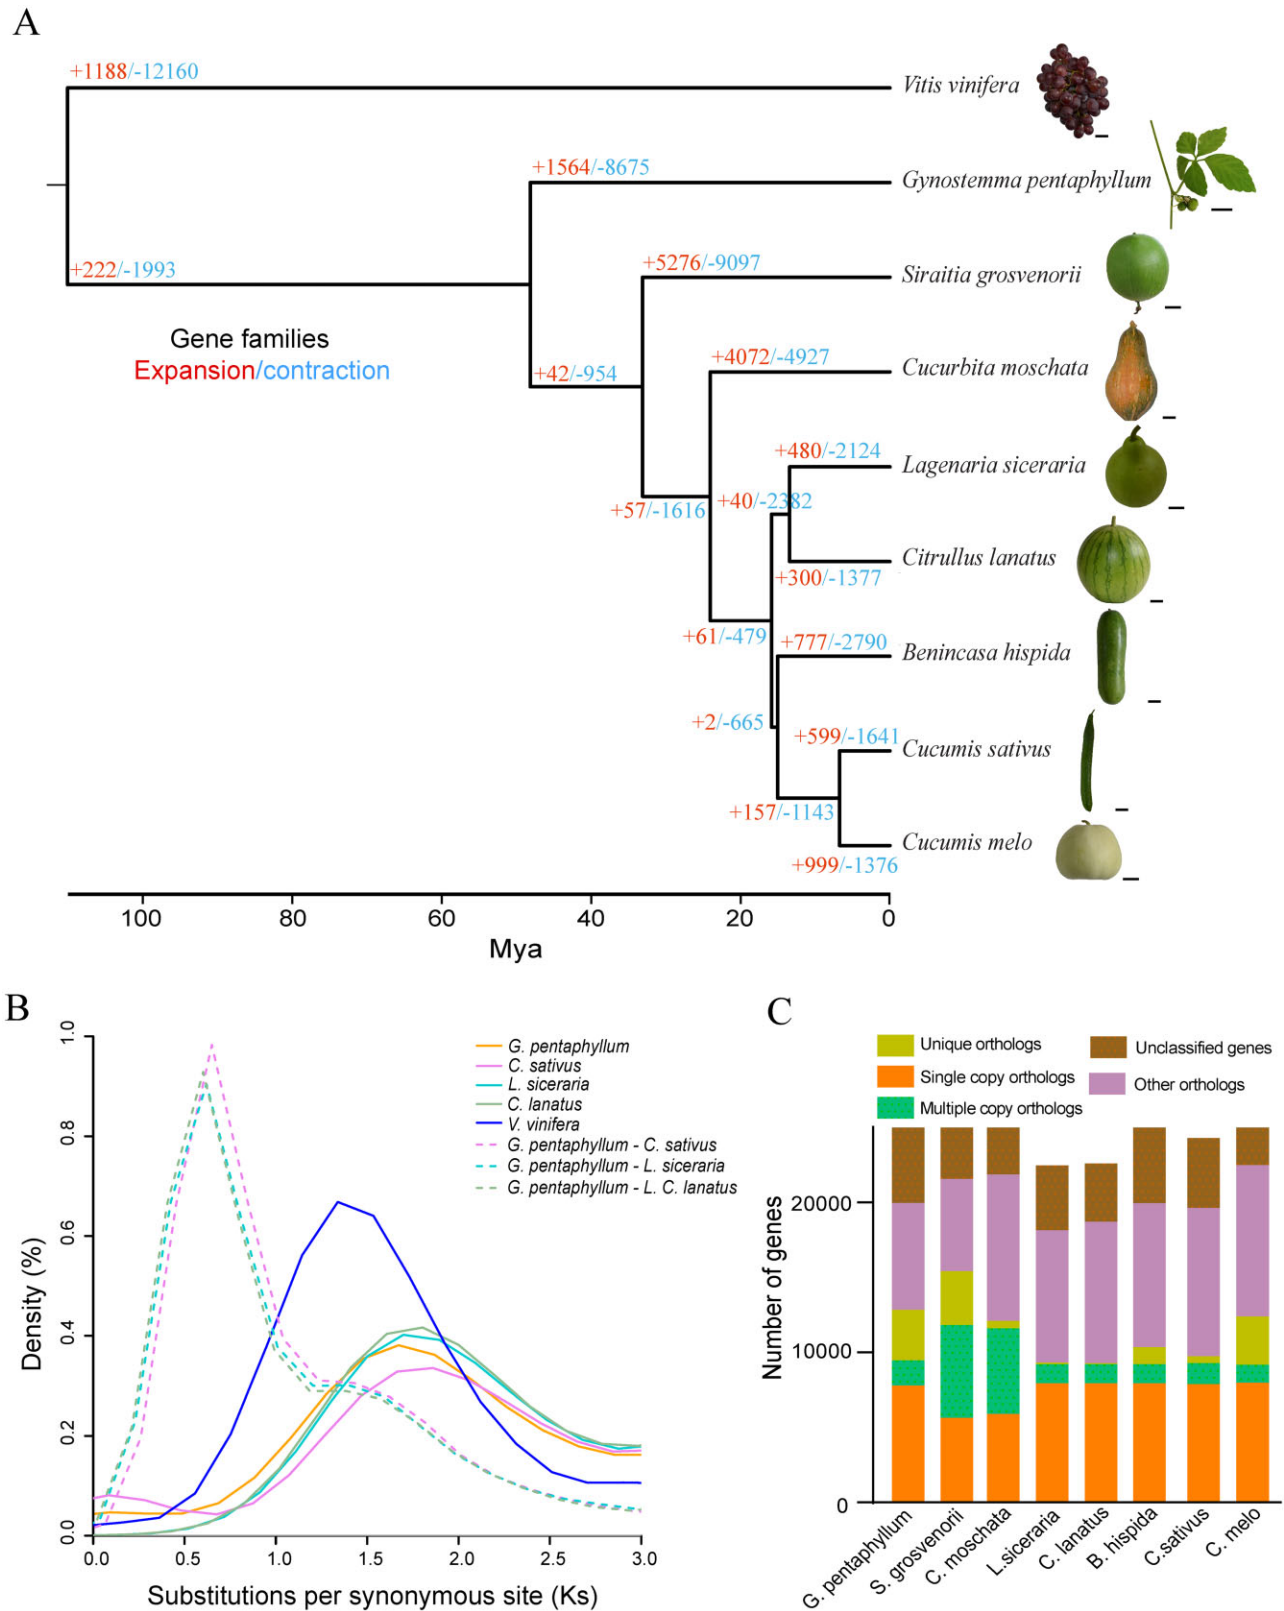 A
+1188/-12160
Vitis vinifera
+1564/-8675
Gynostemma pentaphyllum
+222/-1993
+5276/-9097
Siraitia grosvenorii
Gene families
Expansion/contraction
+42/-954
+4072/-4927
Cucurbita moschata
+480/-2124
Lagenaria siceraria
+57/-1616
+40/-2382
Citrullus lanatus
+300/-1377
+61/-479
+777/-2790
Benincasa hispida
+2/-665
+599/-1641
Cucumis sativus
+157/-1143
Cucumis melo
+999/-1376
100 80 60 40 20 0
Mya
B
1.0
0.8
0.6
0.4
0.2
0.0
Density (%)
G. pentaphyllum
C. sativus
L. siceraria
C. lanatus
V. vinifera
G. pentaphyllum - C. sativus
G. pentaphyllum - L. siceraria
G. pentaphyllum - L. C. lanatus
0.0 0.5 1.0 1.5 2.0 2.5 3.0
Substitutions per synonymous site (Ks)
C
Unique orthologs
Single copy orthologs
Multiple copy orthologs
Unclassified genes
Other orthologs
Number of genes
20000
10000
0
G. pentaphyllum
S. grosvenorii
C. moschata
L.siceraria
C. lanatus
B. hispida
C.sativus
C. melo